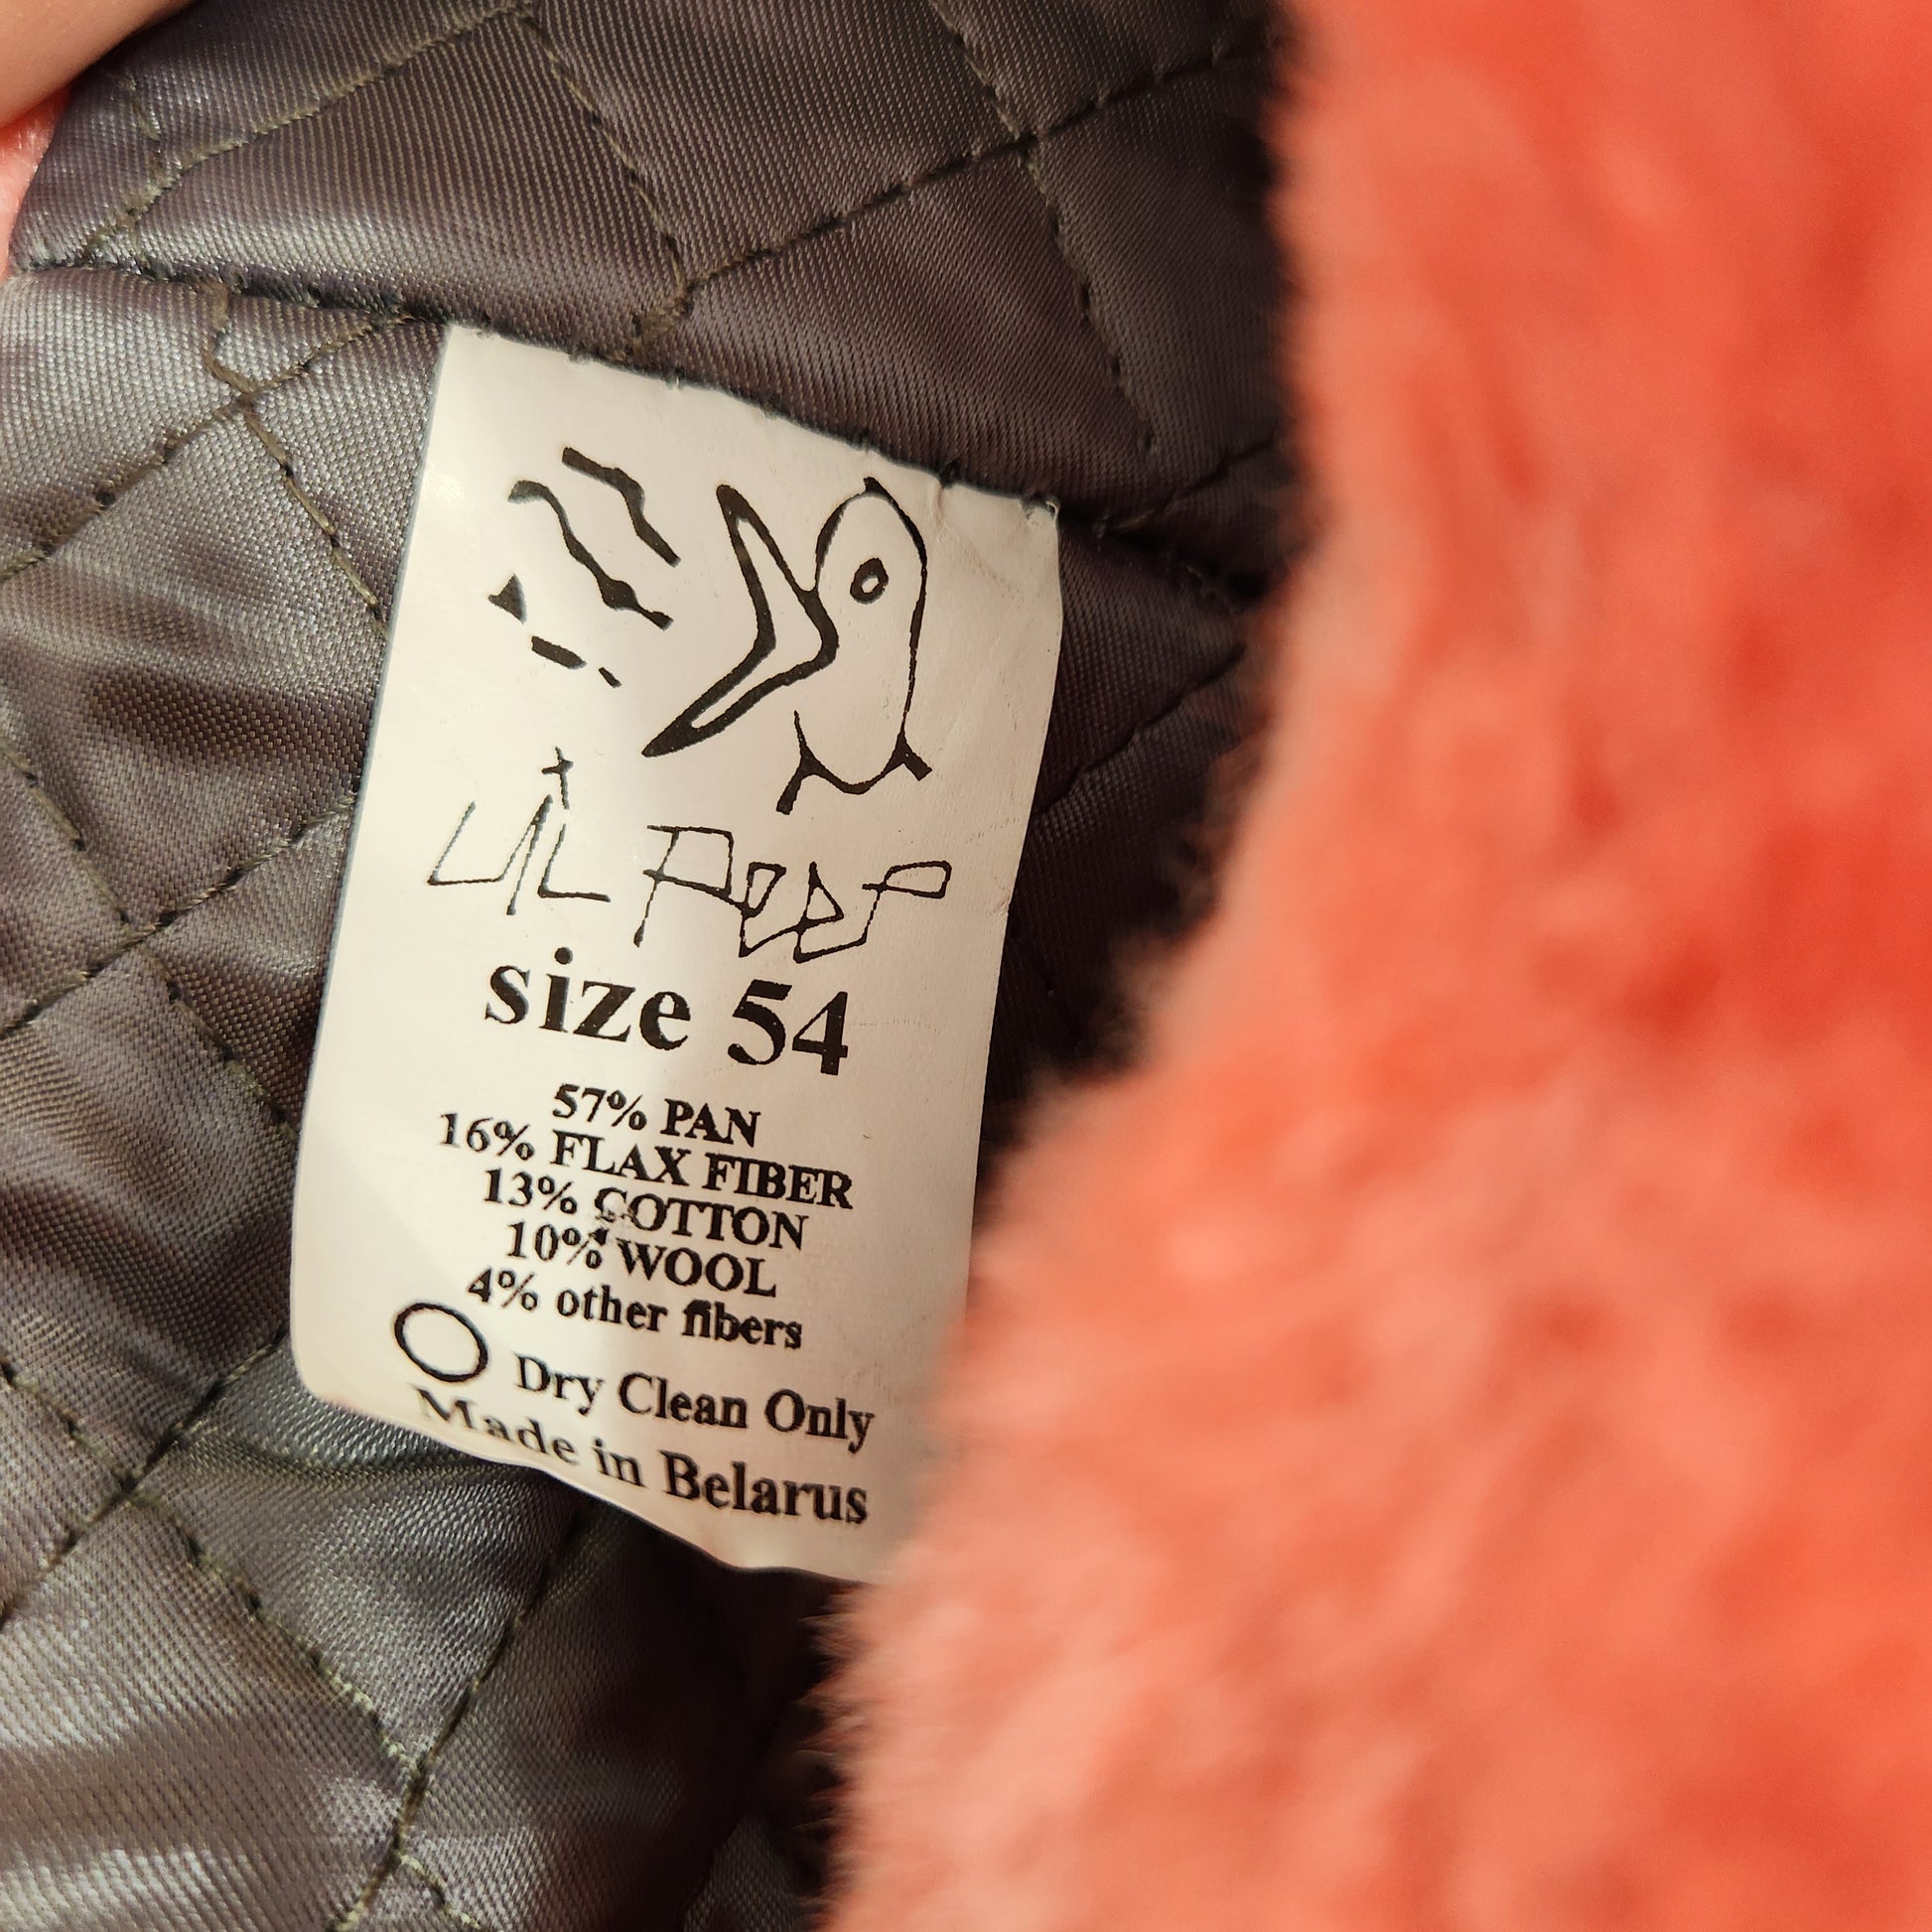 LiL PEEP
size 54
57% PAN
16% FLAX FIBER
13% COTTON
10% WOOL
4% other fibers
Dry Clean Only
Made in Belarus